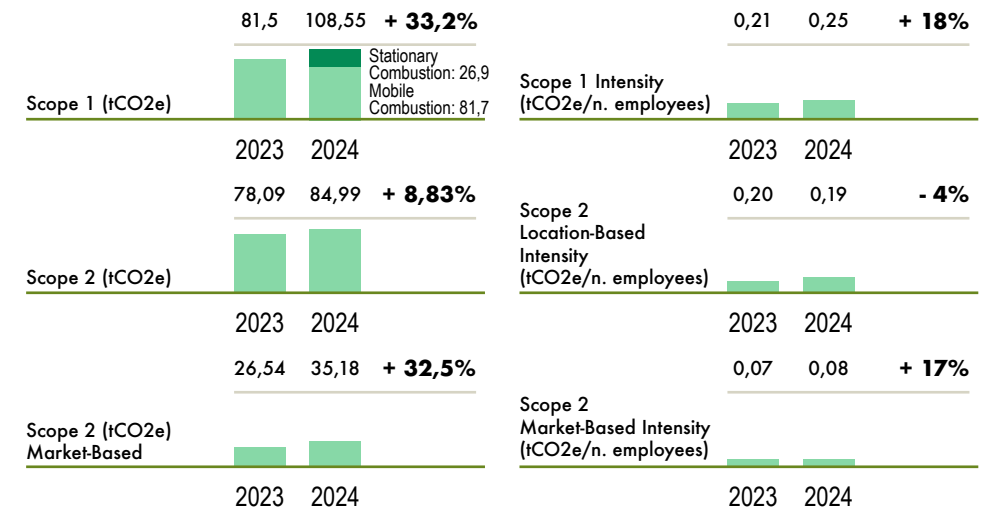 81,5 108,55 + 33,2%
Stationary
Combustion: 26,9
Mobile
Combustion: 81,7
Scope 1 (tCO2e)
2023 2024
0,21 0,25 + 18%
Scope 1 Intensity
(tCO2e/n. employees)
2023 2024
78,09 84,99 + 8,83%
Scope 2 (tCO2e)
2023 2024
0,20 0,19 - 4%
Scope 2
Location-Based
Intensity
(tCO2e/n. employees)
2023 2024
26,54 35,18 + 32,5%
Scope 2 (tCO2e)
Market-Based
2023 2024
0,07 0,08 + 17%
Scope 2
Market-Based Intensity
(tCO2e/n. employees)
2023 2024